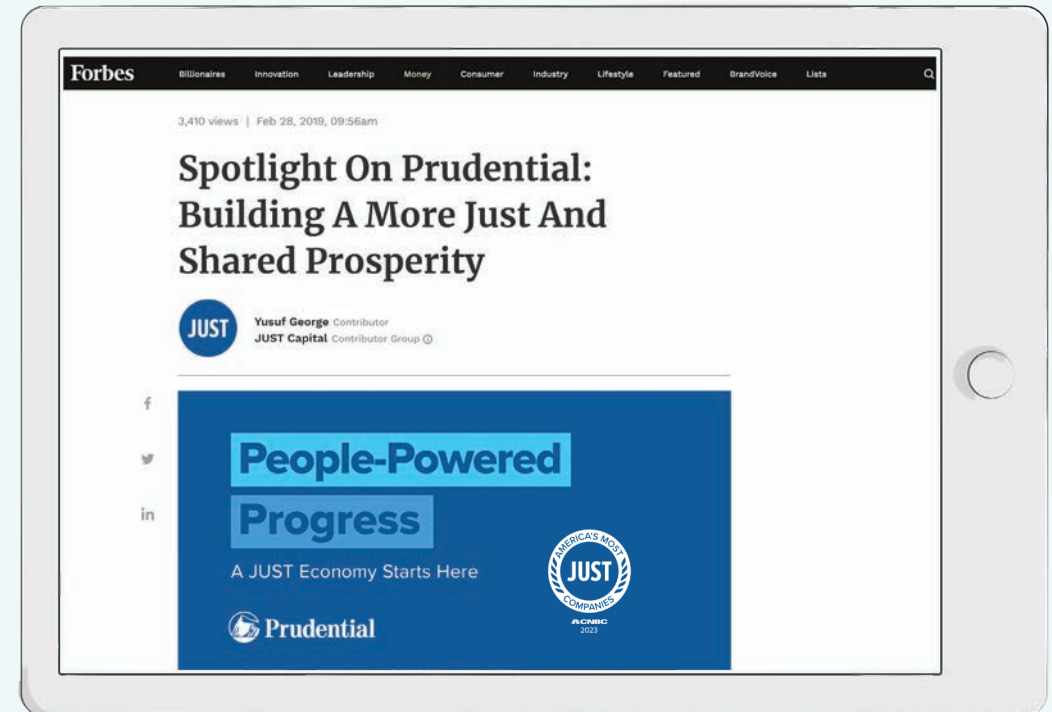 Forbes
Billionaires Innovation Leadership Money Consumer Industry Lifestyle Featured BrandVoice Lists
3,410 views | Feb 28, 2019, 09:56am
Spotlight On Prudential:
Building A More Just And
Shared Prosperity
JUST
Yusuf George Contributor
JUST Capital Contributor Group
f
in
People-Powered
Progress
A JUST Economy Starts Here
Prudential
AMERICA'S MOST
JUST
COMPANIES
CNBC
2023